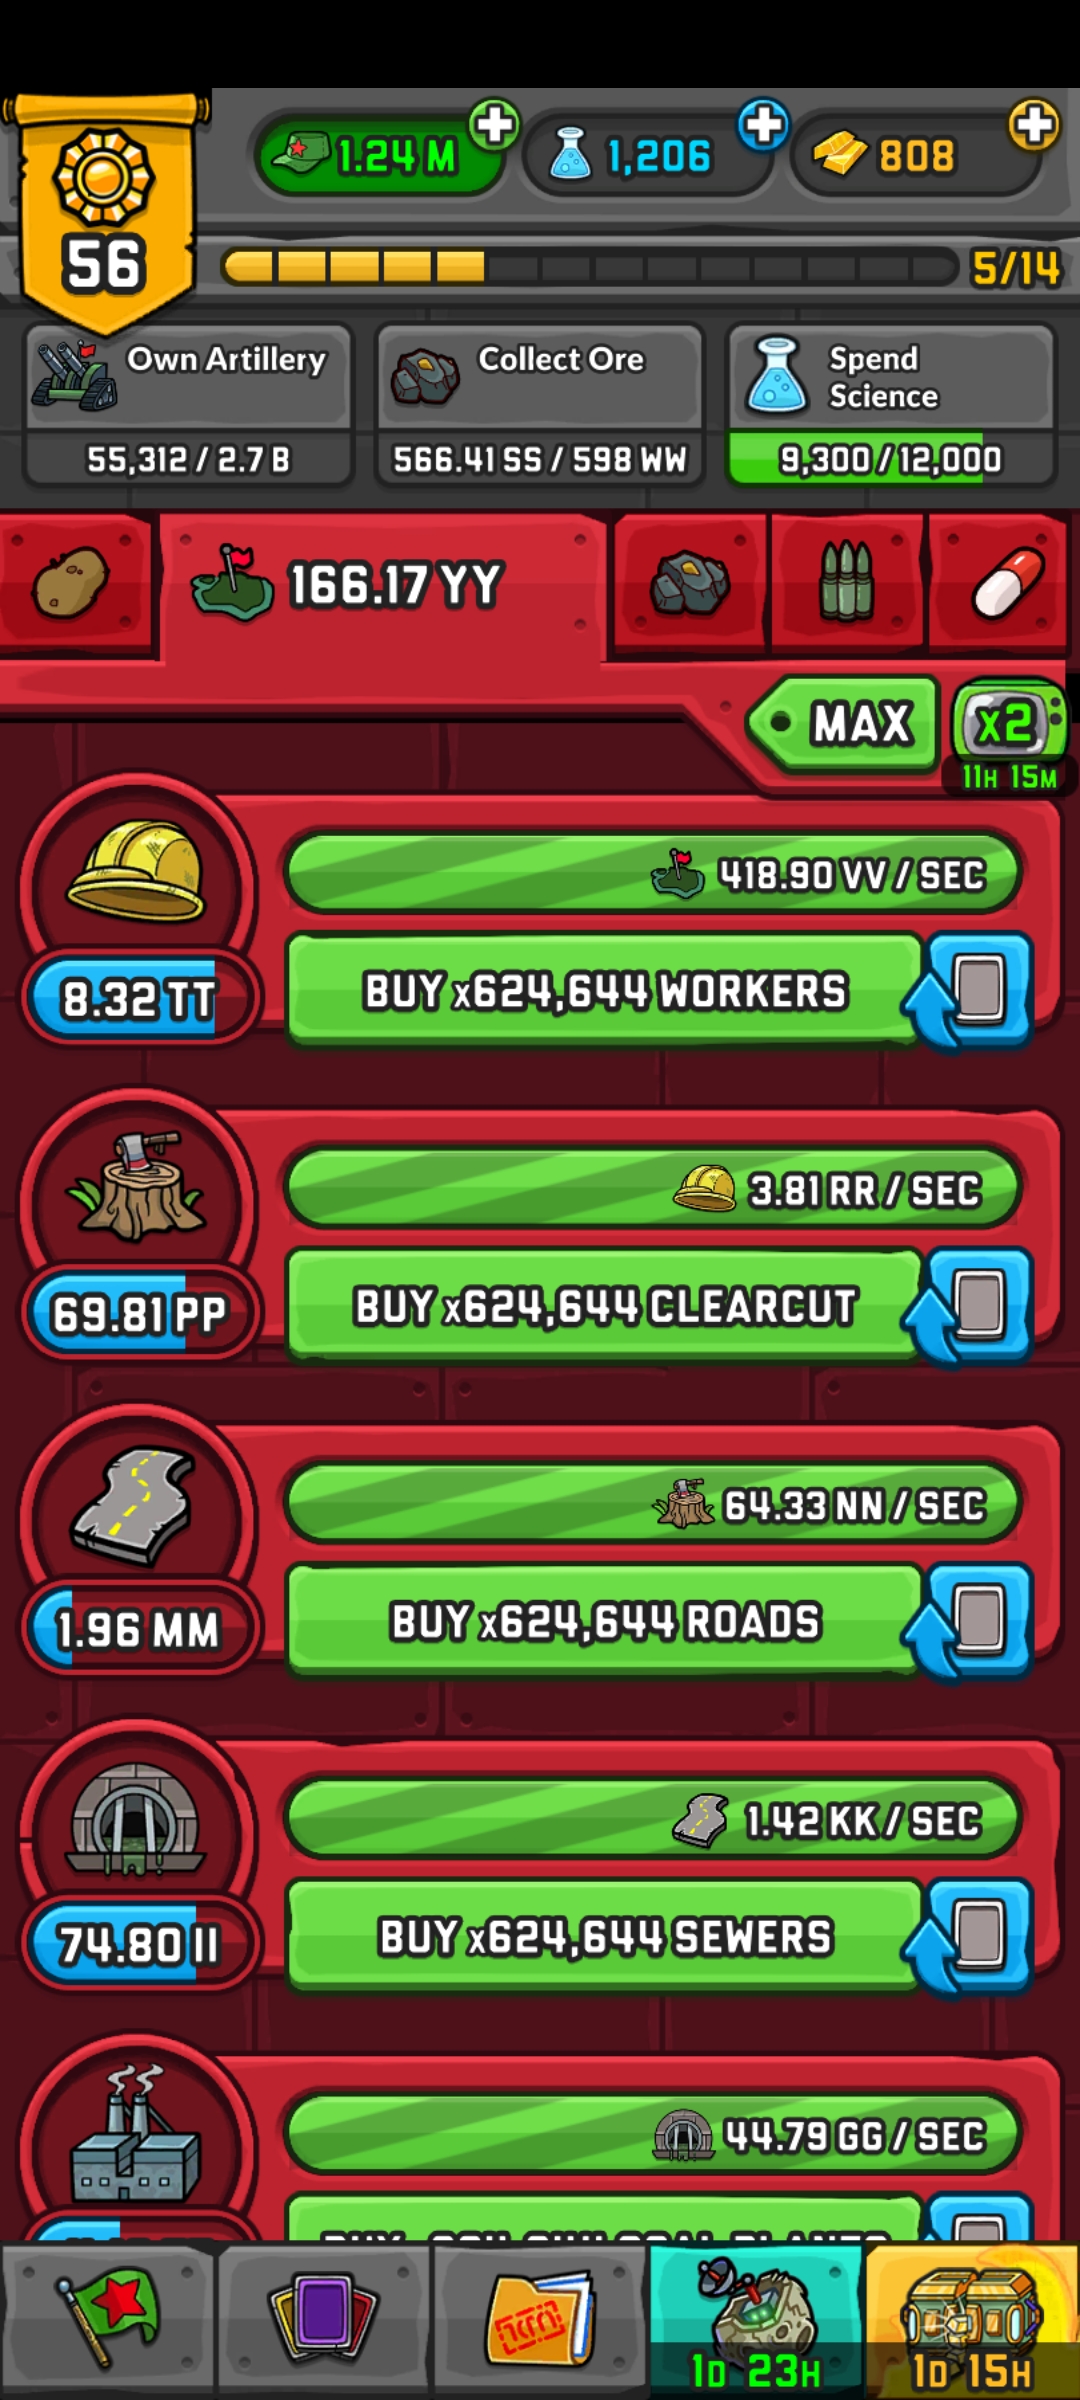 1.24 M
1,206
808
56
5/14
Own Artillery
Collect Ore
Spend
Science
55,312 / 2.7 B
566.41 SS / 598 WW
9,300 / 12,000
166.17 YY
MAX
x2
11H 15M
418.90 VV / SEC
8.32 TT
BUY x624,644 WORKERS
3.81 RR / SEC
69.81 PP
BUY x624,644 CLEARCUT
64.33 NN / SEC
1.96 MM
BUY x624,644 ROADS
1.42 KK / SEC
74.80 II
BUY x624,644 SEWERS
44.79 GG / SEC
1D 23H
1D 15H